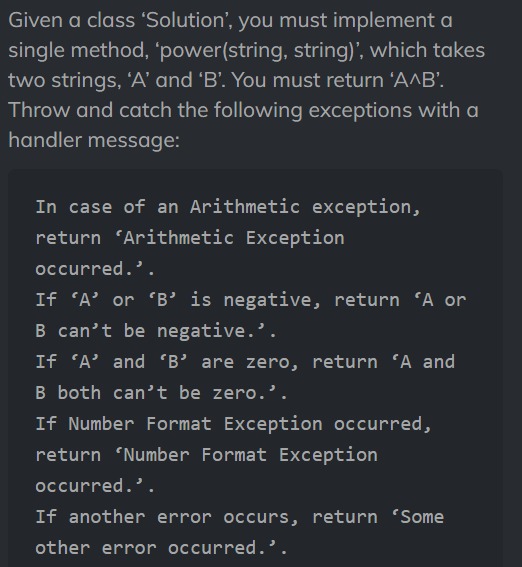 Given a class ‘Solution’, you must implement a
single method, ‘power(string, string)’, which takes
two strings, ‘A’ and ‘B’. You must return ‘A^B’.
Throw and catch the following exceptions with a
handler message:
In case of an Arithmetic exception,
return ‘Arithmetic Exception
occurred.’.
If ‘A’ or ‘B’ is negative, return ‘A or
B can’t be negative.’.
If ‘A’ and ‘B’ are zero, return ‘A and
B both can’t be zero.’.
If Number Format Exception occurred,
return ‘Number Format Exception
occurred.’.
If another error occurs, return ‘Some
other error occurred.’.